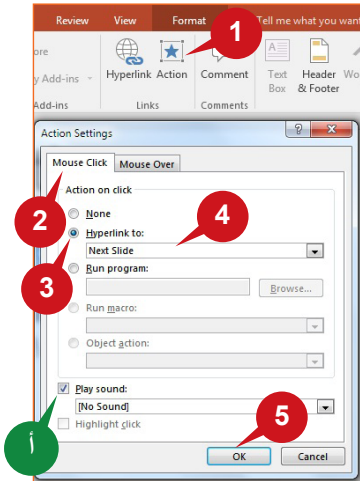 Review View Format Tell me what you want
1
ore
y Add-ins Hyperlink Action Comment Text Box Header & Footer Wo
Add-ins Links Comments
Action Settings
Mouse Click Mouse Over
Action on click
2
None
4
Hyperlink to:
Next Slide
3
Run program:
Browse...
Run macro:
Object action:
Play sound:
[No Sound]
5
أ
Highlight click
OK Cancel